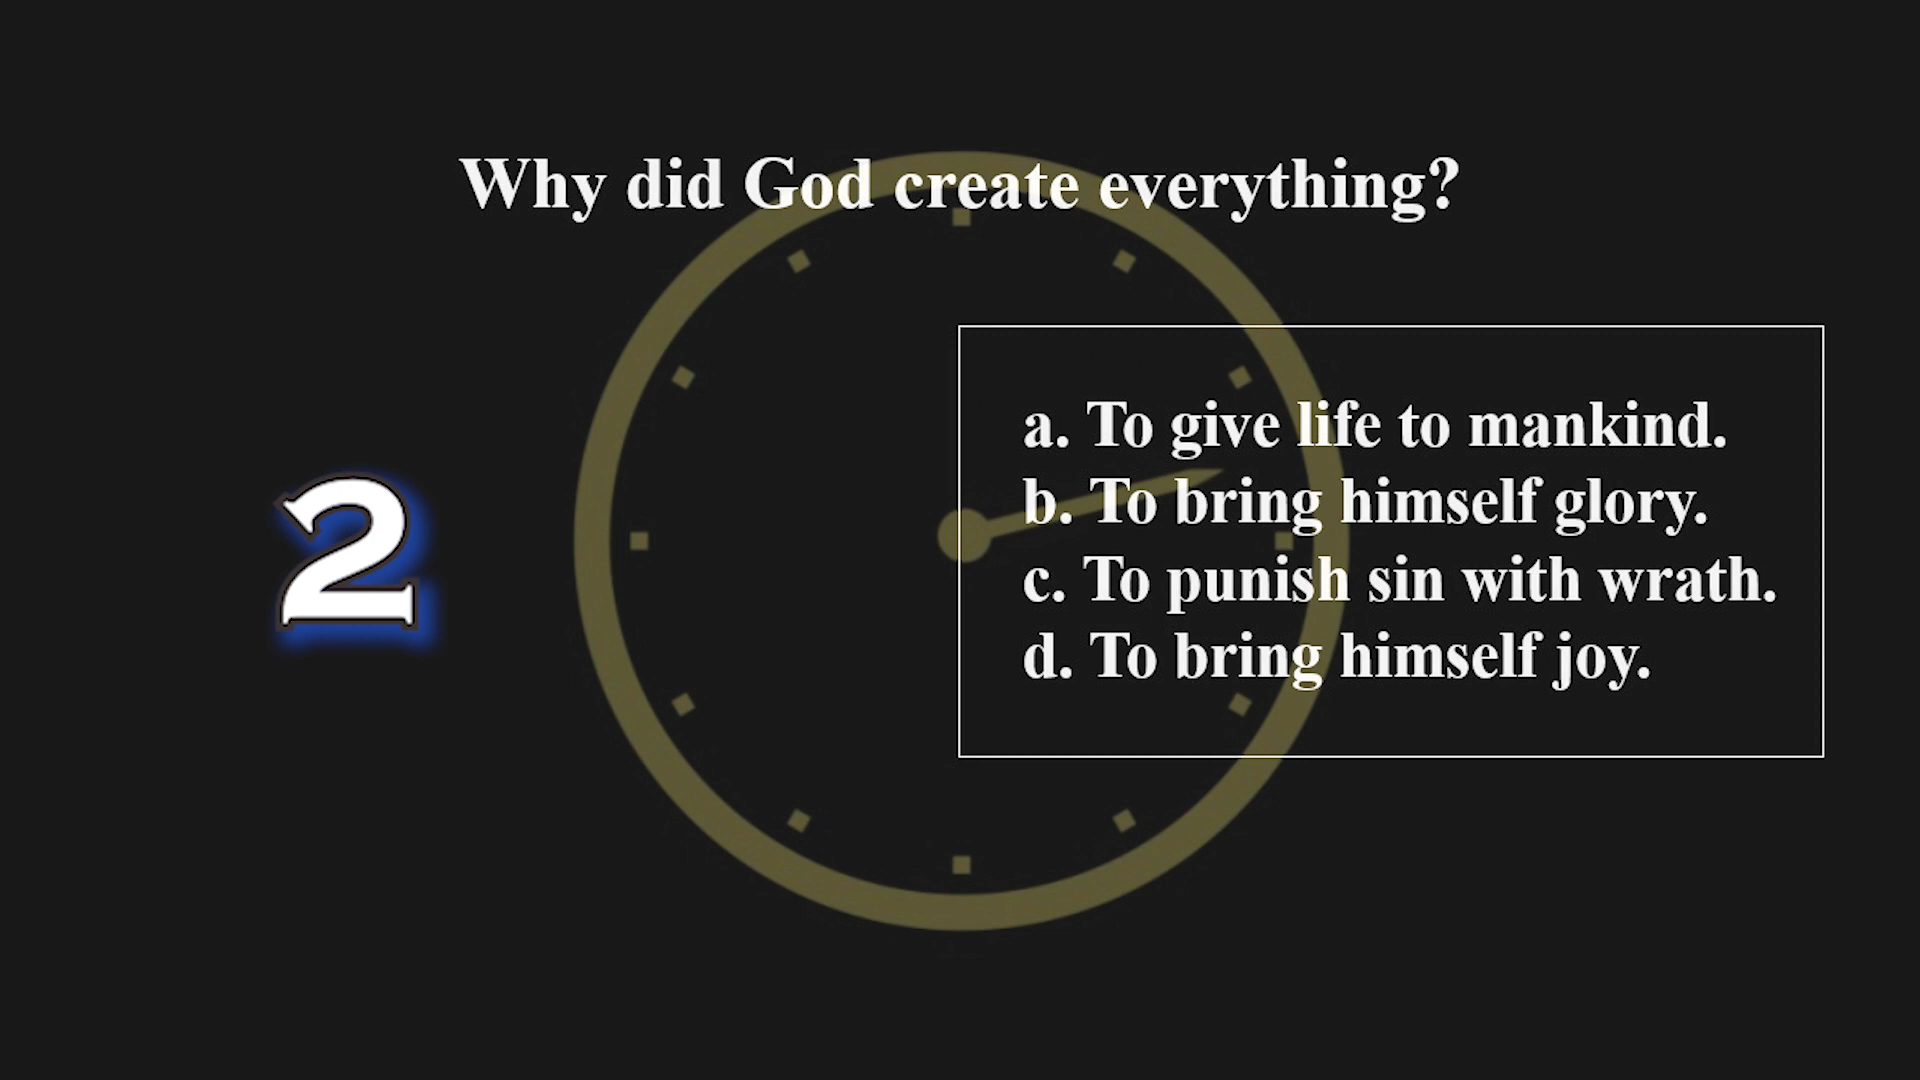 Why did God create everything?
2
a. To give life to mankind.
b. To bring himself glory.
c. To punish sin with wrath.
d. To bring himself joy.